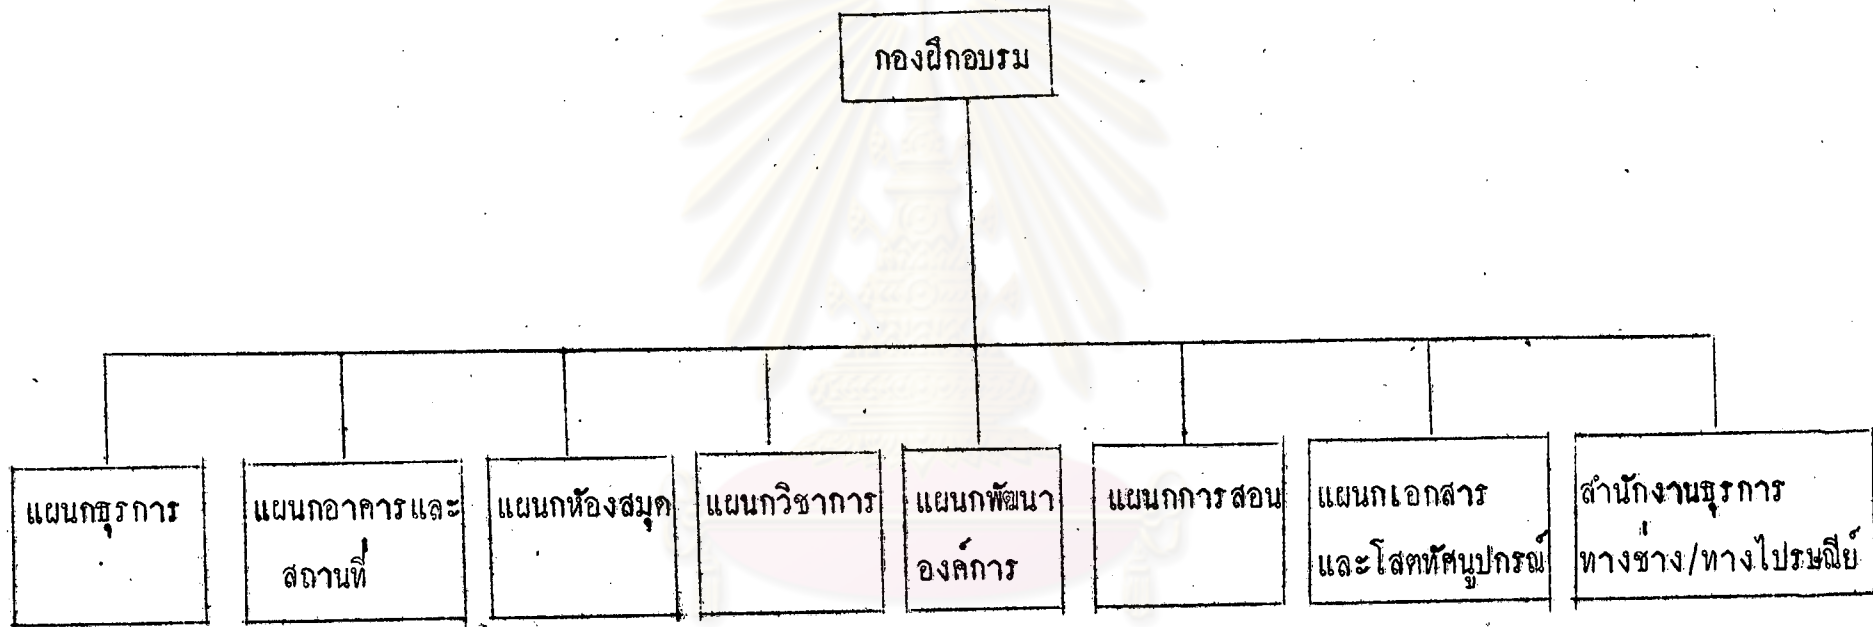 กองฝึกอบรม
แผนกธุรการ
แผนกอาคารและ
สถานที่
แผนกห้องสมุด
แผนกวิชาการ
แผนกพัฒนา
องค์การ
แผนกการสอน
แผนกเอกสาร
และโสตทัศนูปกรณ์
สำนักงานธุรการ
ทางช่าง/ทางไปรษณีย์